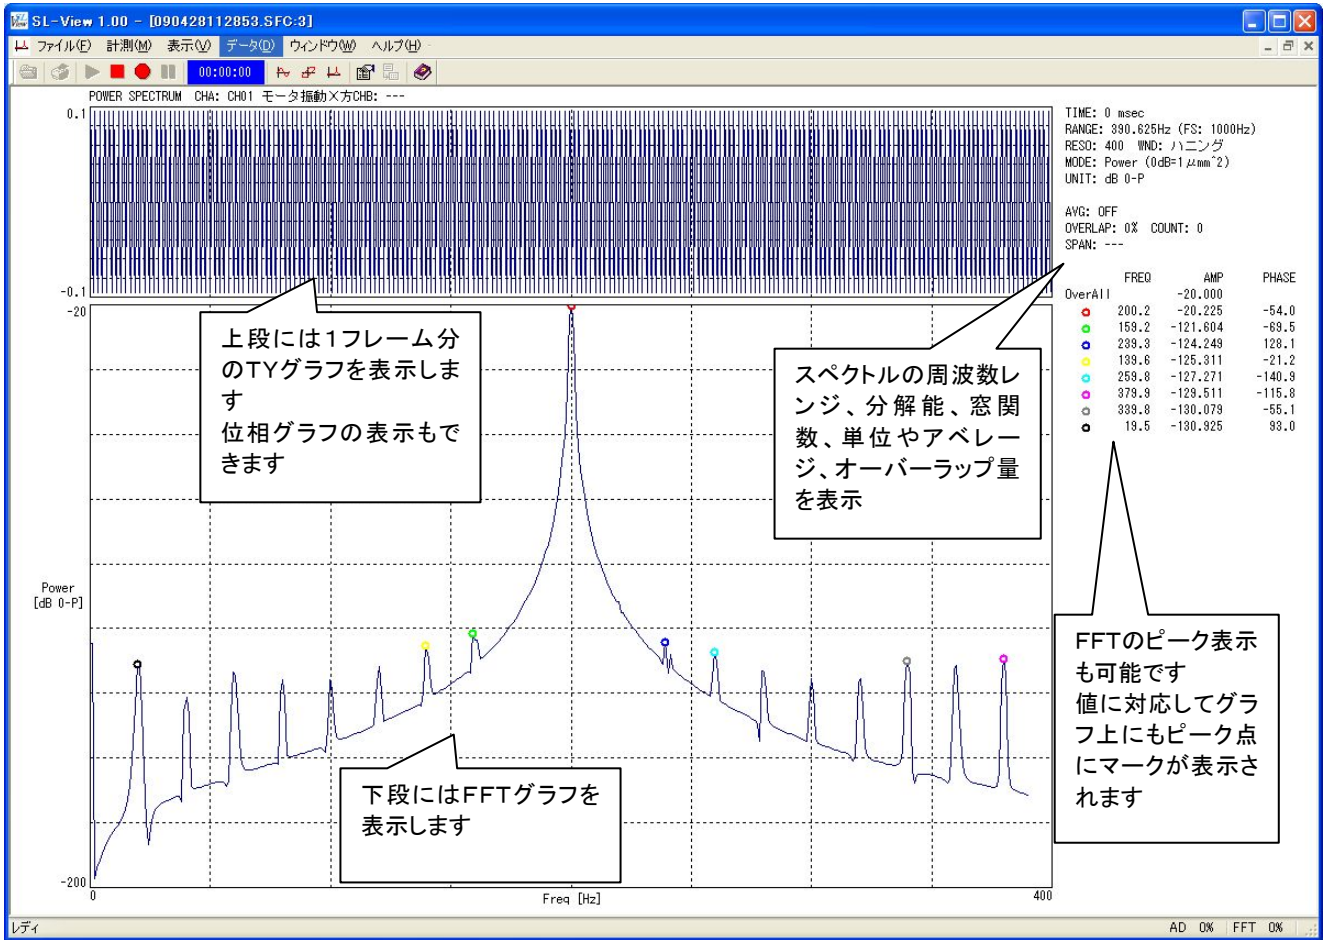 SL-View 1.00 - [090428112853.SFC:3]
ファイル(F) 計測(M) 表示(V) データ(D) ウィンドウ(W) ヘルプ(H)
00:00:00
POWER SPECTRUM CHA: CH01 モータ振動X方CHB: ---
0.1
-0.1
TIME: 0 msec
RANGE: 390.625Hz (FS: 1000Hz)
RESO: 400 WND: ハニング
MODE: Power (0dB=1μmm^2)
UNIT: dB 0-P
AVG: OFF
OVERLAP: 0% COUNT: 0
SPAN: ---
FREQ AMP PHASE
OverAll -20.000
200.2 -20.225 -54.0
159.2 -121.604 -69.5
239.3 -124.249 128.1
139.6 -125.311 -21.2
259.8 -127.271 -140.9
379.9 -129.511 -115.8
339.8 -130.079 -55.1
19.5 -130.925 93.0
上段には1フレーム分
のTYグラフを表示しま
す
位相グラフの表示もで
きます
スペクトルの周波数レ
ンジ、分解能、窓関
数、単位やアベレー
ジ、オーバーラップ量
を表示
FFTのピーク表示
も可能です
値に対応してグラ
フ上にもピーク点
にマークが表示さ
れます
下段にはFFTグラフを
表示します
-20
Power
[dB 0-P]
-200
0
Freq [Hz]
400
レディ
AD 0% FFT 0%